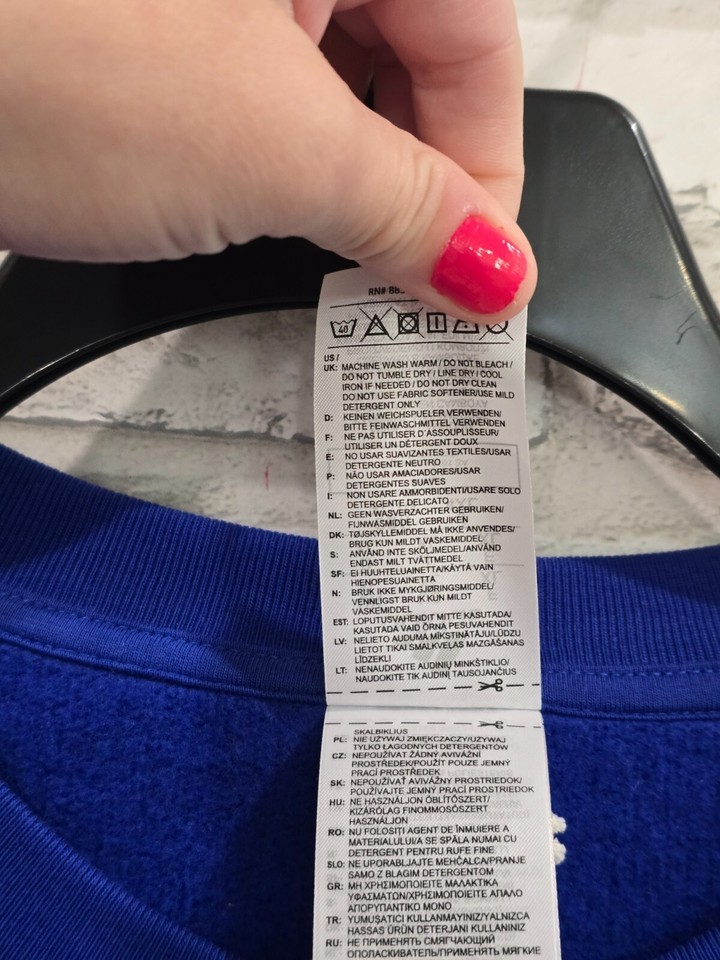 RN# 88
40
US /
UK: MACHINE WASH WARM / DO NOT BLEACH /
DO NOT TUMBLE DRY / LINE DRY / COOL
IRON IF NEEDED / DO NOT DRY CLEAN
DO NOT USE FABRIC SOFTENER/USE MILD
DETERGENT ONLY
D: KEINEN WEICHSPUELER VERWENDEN/
BITTE FEINWASCHMITTEL VERWENDEN
F: NE PAS UTILISER D´ASSOUPLISSEUR/
UTILISER UN DÉTERGENT DOUX
E: NO USAR SUAVIZANTES TEXTILES/USAR
DETERGENTE NEUTRO
P: NÃO USAR AMACIADORES/USAR
DETERGENTES SUAVES
I: NON USARE AMMORBIDENTI/USARE SOLO
DETERGENTE DELICATO
NL: GEEN WASVERZACHTER GEBRUIKEN/
FIJNWASMIDDEL GEBRUIKEN
DK: TØJSKYLLEMIDDEL MÅ IKKE ANVENDES/
BRUG KUN MILDT VASKEMIDDEL
S: ANVÄND INTE SKÖLJMEDEL/ANVÄND
ENDAST MILT TVÄTTMEDEL
SF: EI HUUHTELUAINETTA/KÄYTÄ VAIN
HIENOPESUAINETTA
N: BRUK IKKE MYKGJØRINGSMIDDEL/
VENNLIGST BRUK KUN MILDT
VASKEMIDDEL
EST: LOPUTUSVAHENDIT MITTE KASUTADA/
KASUTADA VAID ÕRNA PESUVAHENDIT
LV: NELIETO AUDUMA MĪKSTINĀTĀJU/LŪDZU
LIETOT TIKAI SMALKVEĻAS MAZGĀŠANAS
LĪDZEKLI
LT: NENAUDOKITE AUDINIŲ MINKŠTIKLIO/
NAUDOKITE TIK AUDINĮ TAUSOJANČIUS
SKALBIKLIUS
PL: NIE UŻYWAJ ZMIĘKCZACZY/UŻYWAJ
TYLKO ŁAGODNYCH DETERGENTÓW
CZ: NEPOUŽÍVAT ŽÁDNÝ AVIVÁŽNÍ
PROSTŘEDEK/POUŽÍT POUZE JEMNÝ
PRACÍ PROSTŘEDEK
SK: NEPOUŽÍVAŤ AVIVÁŽNY PROSTRIEDOK/
POUŽÍVAJTE JEMNÝ PRACÍ PROSTRIEDOK
HU: NE HASZNÁLJON ÖBLÍTŐSZERT/
KIZÁRÓLAG FINOMMOSÓSZERT
HASZNÁLJON
RO: NU FOLOSIȚI AGENT DE ÎNMUIERE A
MATERIALULUI/A SE SPĂLA NUMAI CU
DETERGENT PENTRU RUFE FINE
SLO: NE UPORABLJAJTE MEHČALCA/PRANJE
SAMO Z BLAGIM DETERGENTOM
GR: ΜΗ ΧΡΗΣΙΜΟΠΟΙΕΙΤΕ ΜΑΛΑΚΤΙΚΑ
ΥΦΑΣΜΑΤΩΝ/ΧΡΗΣΙΜΟΠΟΙΕΙΤΕ ΑΠΑΛΟ
ΑΠΟΡΥΠΑΝΤΙΚΟ ΜΟΝΟ
TR: YUMUŞATICI KULLANMAYINIZ/YALNIZCA
HASSAS ÜRÜN DETERJANI KULLANINIZ
RU: НЕ ПРИМЕНЯТЬ СМЯГЧАЮЩИЙ
ОПОЛАСКИВАТЕЛЬ/ПРИМЕНЯТЬ МЯГКИЕ